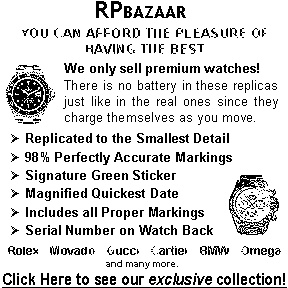 RPBAZAAR
YOU CAN AFFORD THE PLEASURE OF
HAVING THE BEST
We only sell premium watches!
There is no battery in these replicas
just like in the real ones since they
charge themselves as you move.
➢ Replicated to the Smallest Detail
➢ 98% Perfectly Accurate Markings
➢ Signature Green Sticker
➢ Magnified Quickest Date
➢ Includes all Proper Markings
➢ Serial Number on Watch Back
Rolex Movado Gucci Cartier BMW Omega
and many more.
Click Here to see our exclusive collection!